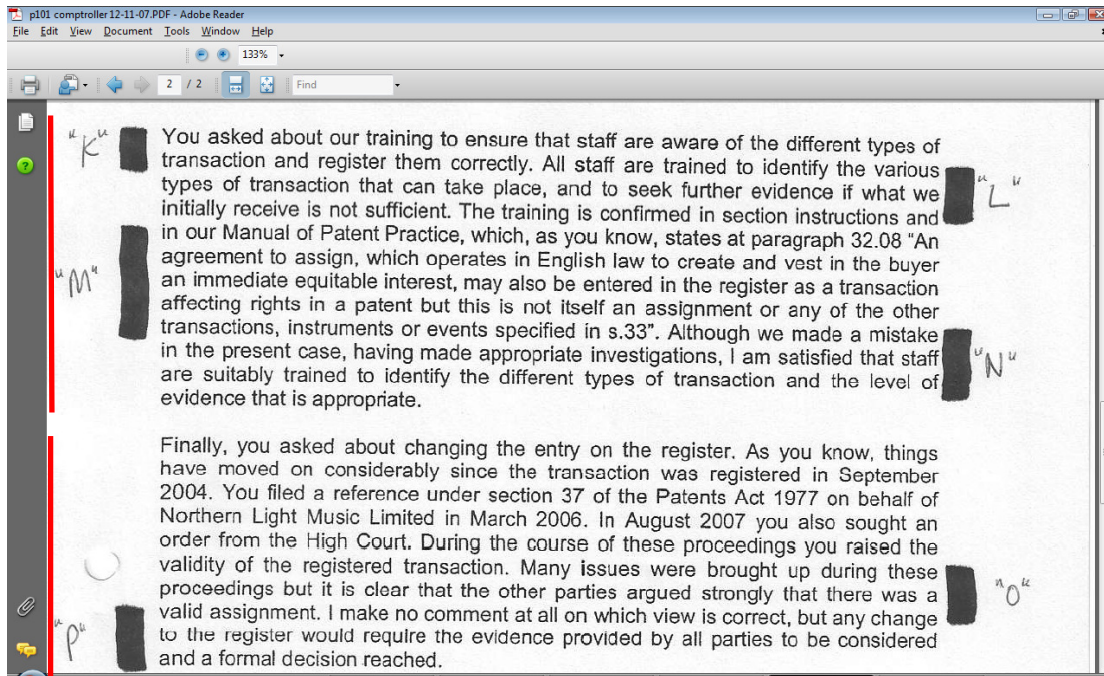 p101 comptroller 12-11-07.PDF - Adobe Reader
File Edit View Document Tools Window Help
133%
2 / 2 Find
"K"
You asked about our training to ensure that staff are aware of the different types of
transaction and register them correctly. All staff are trained to identify the various
types of transaction that can take place, and to seek further evidence if what we
"L"
initially receive is not sufficient. The training is confirmed in section instructions and
in our Manual of Patent Practice, which, as you know, states at paragraph 32.08 “An
agreement to assign, which operates in English law to create and vest in the buyer
"M"
an immediate equitable interest, may also be entered in the register as a transaction
affecting rights in a patent but this is not itself an assignment or any of the other
transactions, instruments or events specified in s.33”. Although we made a mistake
in the present case, having made appropriate investigations, I am satisfied that staff
"N"
are suitably trained to identify the different types of transaction and the level of
evidence that is appropriate.
Finally, you asked about changing the entry on the register. As you know, things
have moved on considerably since the transaction was registered in September
2004. You filed a reference under section 37 of the Patents Act 1977 on behalf of
Northern Light Music Limited in March 2006. In August 2007 you also sought an
order from the High Court. During the course of these proceedings you raised the
validity of the registered transaction. Many issues were brought up during these
proceedings but it is clear that the other parties argued strongly that there was a
"O"
valid assignment. I make no comment at all on which view is correct, but any change
"P"
to the register would require the evidence provided by all parties to be considered
and a formal decision reached.